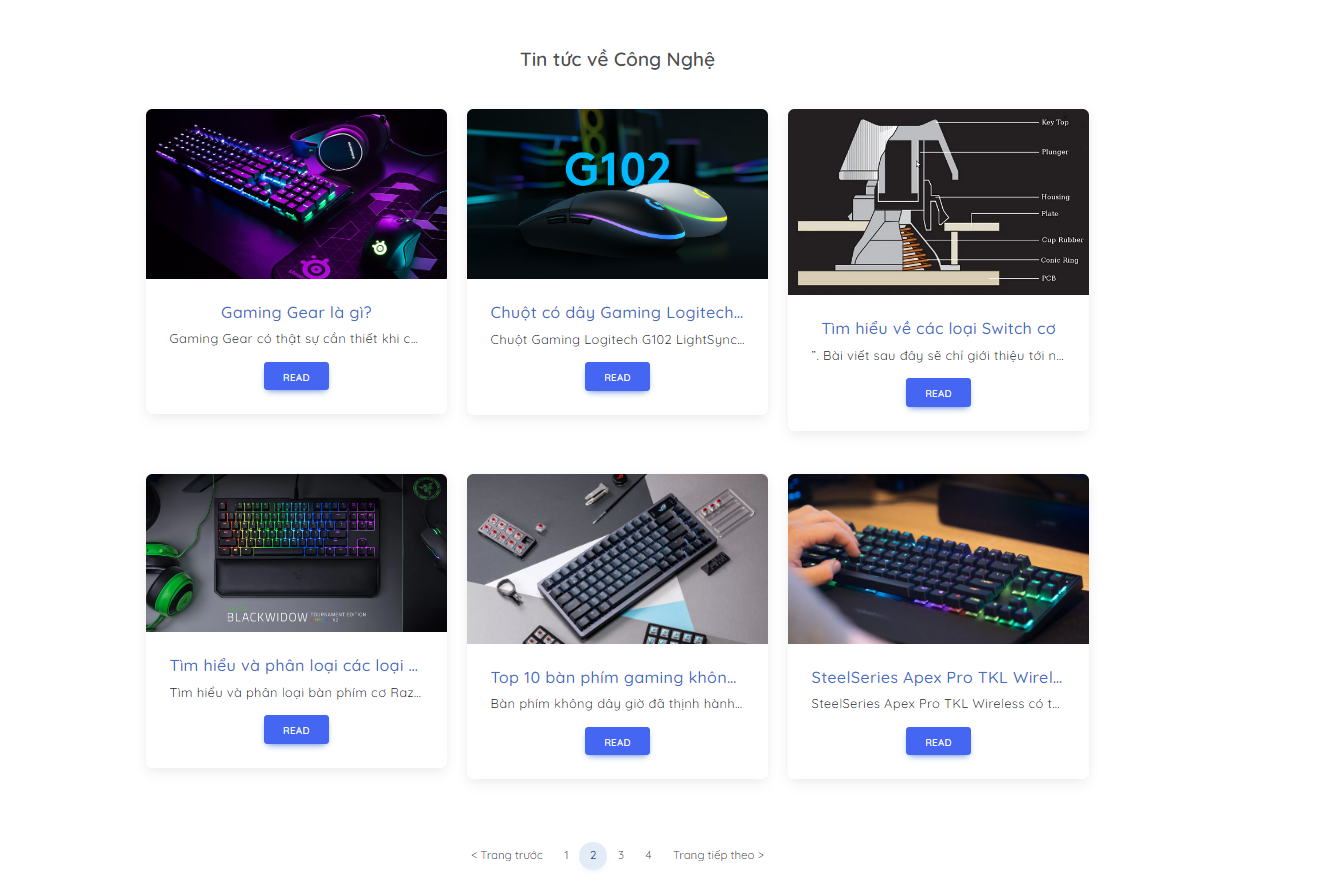 Tin tức về Công Nghệ
G102
Key Top
Plunger
Housing
Plate
Cup Rubber
Conic Ring
PCB
Gaming Gear là gì?
Gaming Gear có thật sự cần thiết khi c...
READ
Chuột có dây Gaming Logitech...
Chuột Gaming Logitech G102 LightSync...
READ
Tìm hiểu về các loại Switch cơ
". Bài viết sau đây sẽ chỉ giới thiệu tới n...
READ
BLACKWIDOW TOURNAMENT EDITION
Tìm hiểu và phân loại các loại ...
Tìm hiểu và phân loại bàn phím cơ Raz...
READ
Top 10 bàn phím gaming khôn...
Bàn phím không dây giờ đã thịnh hành...
READ
SteelSeries Apex Pro TKL Wirel...
SteelSeries Apex Pro TKL Wireless có t...
READ
< Trang trước 1 2 3 4 Trang tiếp theo >